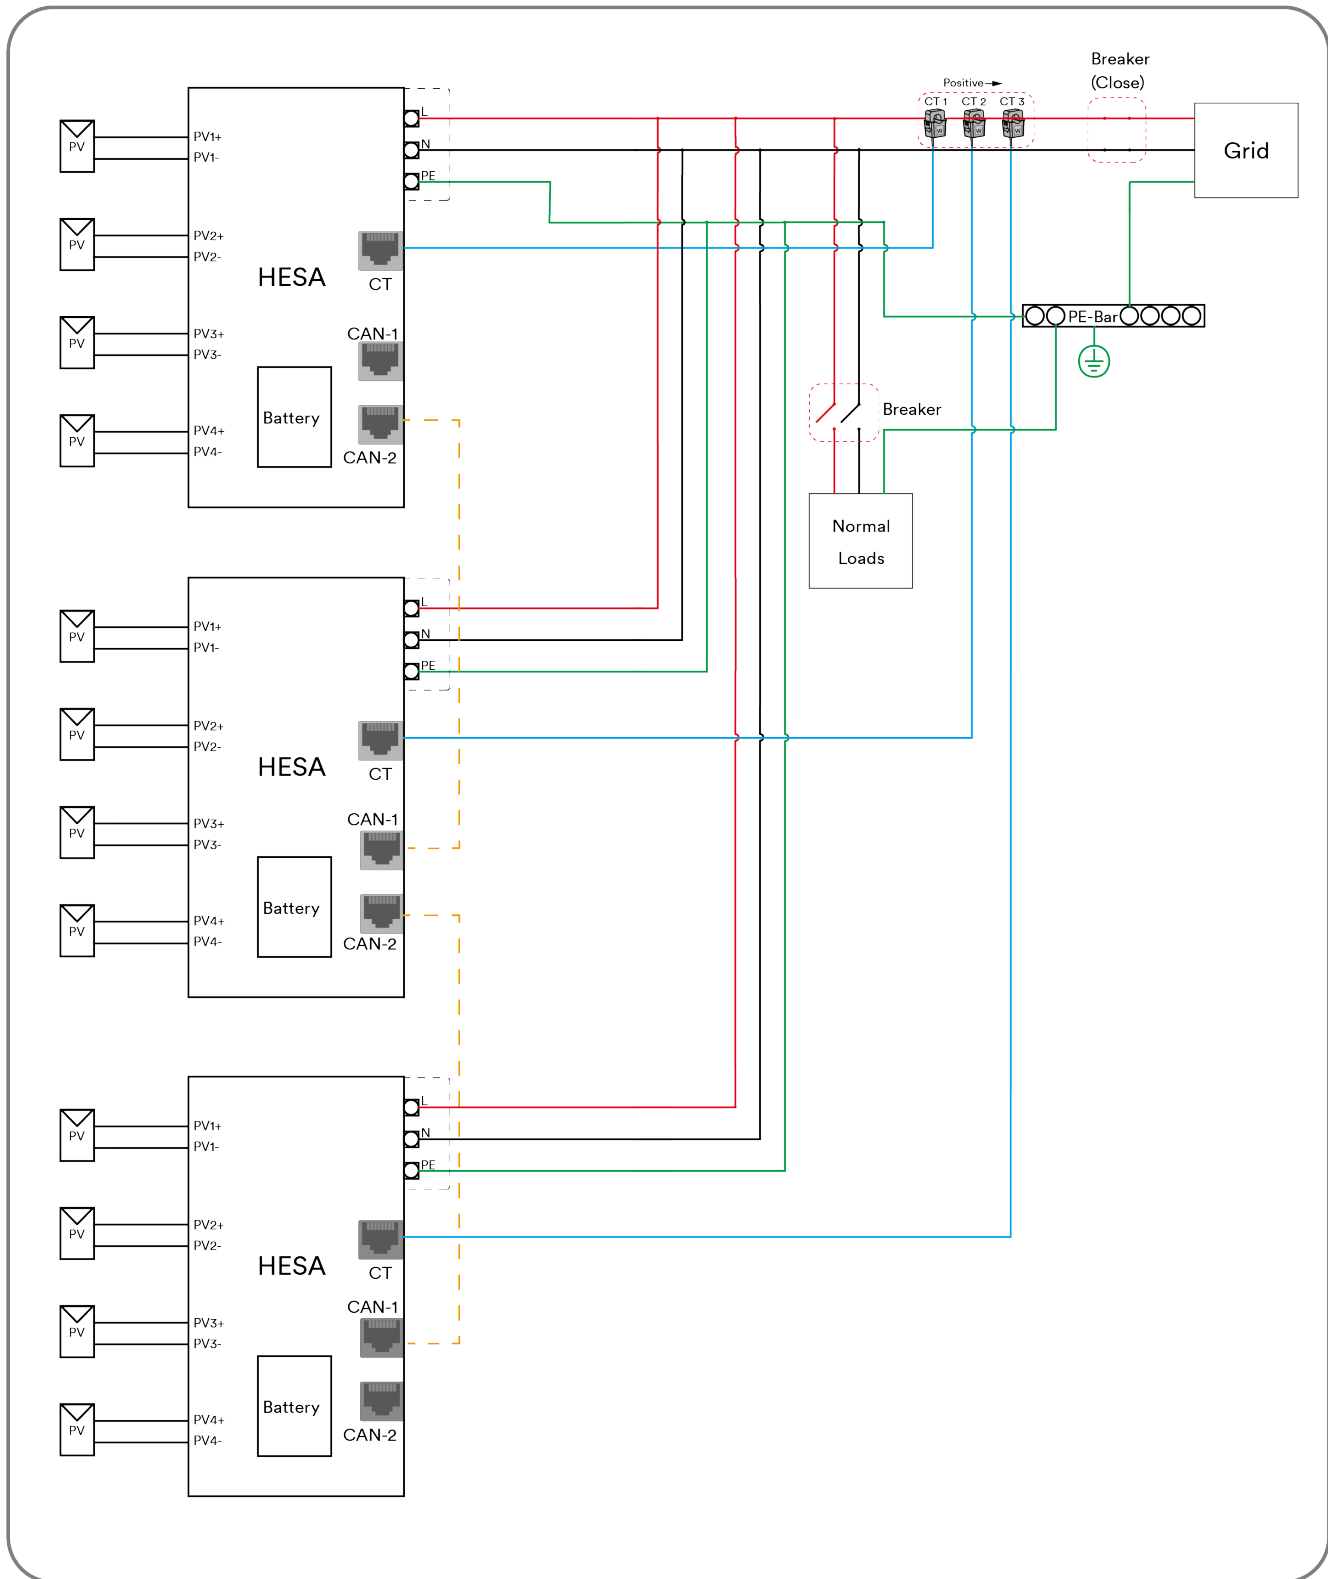 Breaker
(Close)
Positive
CT 1
CT 2
CT 3
Grid
L
N
PE
PV
PV1+
PV1-
PV
PV2+
PV2-
HESA
CT
PV
PV3+
PV3-
CAN-1
PE-Bar
PV
PV4+
PV4-
Battery
CAN-2
Breaker
Normal
Loads
L
N
PE
PV
PV1+
PV1-
PV
PV2+
PV2-
HESA
CT
PV
PV3+
PV3-
CAN-1
PV
PV4+
PV4-
Battery
CAN-2
L
N
PE
PV
PV1+
PV1-
PV
PV2+
PV2-
HESA
CT
PV
PV3+
PV3-
CAN-1
PV
PV4+
PV4-
Battery
CAN-2